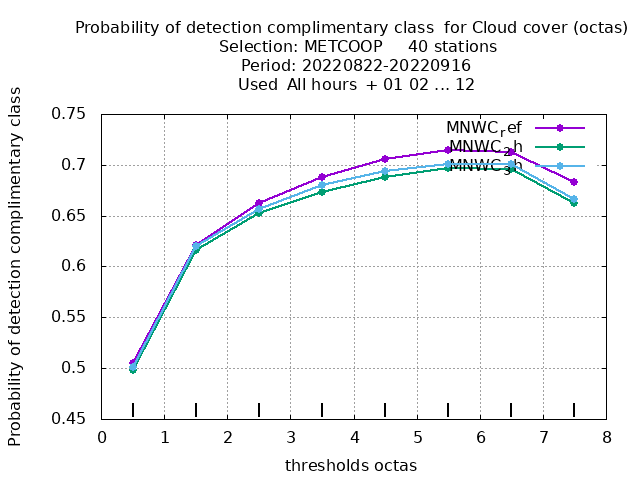 Probability of detection complimentary class for Cloud cover (octas)
Selection: METCOOP 40 stations
Period: 20220822-20220916
Used All hours + 01 02 ... 12
Probability of detection complimentary class
0.75
0.7
0.65
0.6
0.55
0.5
0.45
MNWC_ref
MNWC_2h
MNWC_3h
0 1 2 3 4 5 6 7 8
thresholds octas